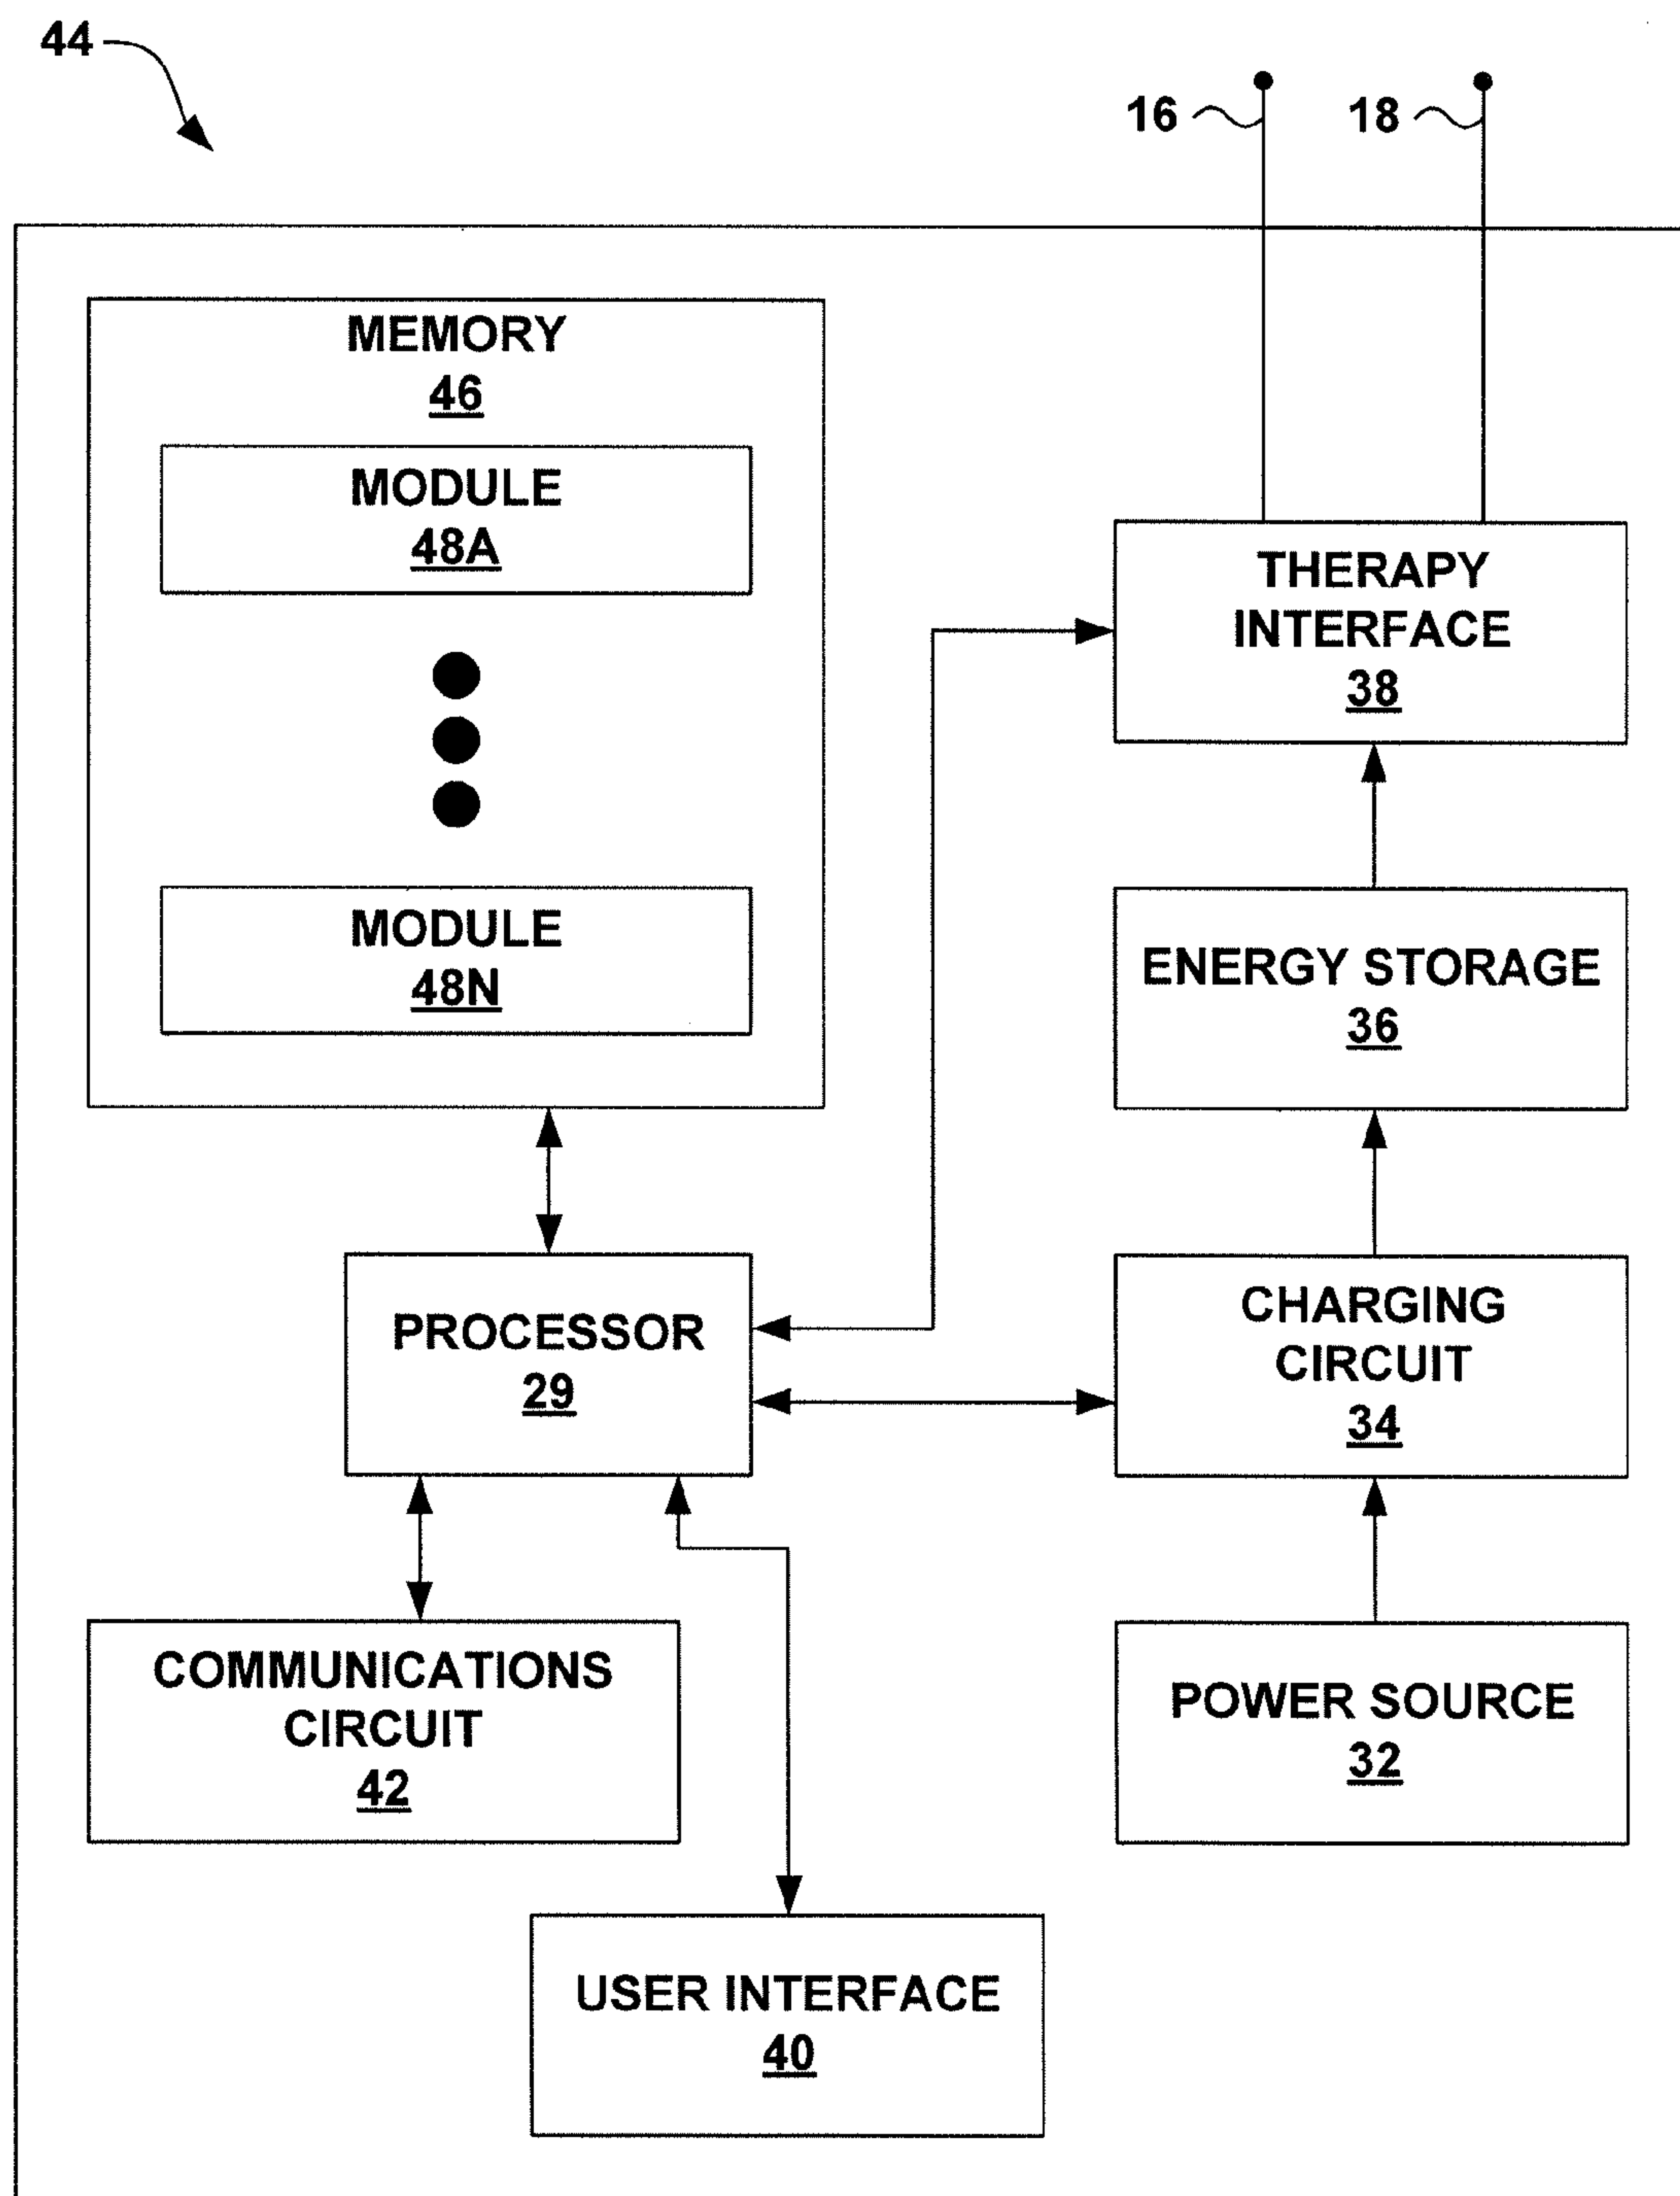 44
16
18
MEMORY
46
MODULE
48A
MODULE
48N
THERAPY
INTERFACE
38
ENERGY STORAGE
36
PROCESSOR
29
CHARGING
CIRCUIT
34
COMMUNICATIONS
CIRCUIT
42
POWER SOURCE
32
USER INTERFACE
40